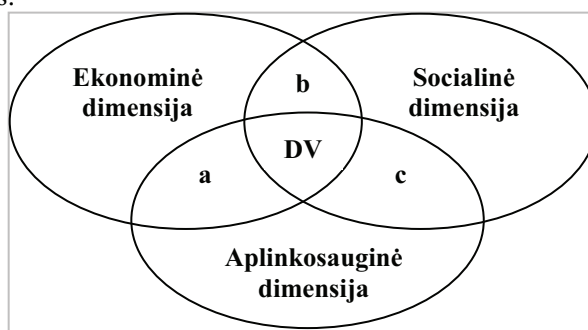 s.
Ekonominė
dimensija
b
Socialinė
dimensija
DV
a
c
Aplinkosauginė
dimensija